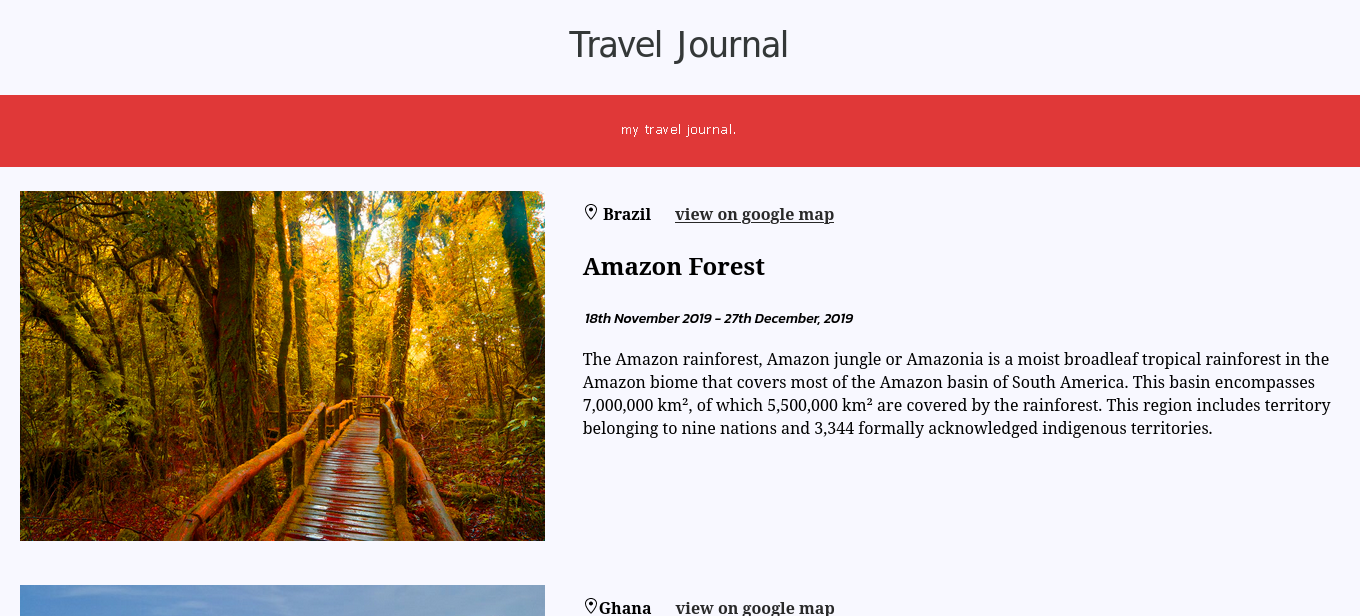 Travel Journal
my travel journal.
Brazil view on google map
Amazon Forest
18th November 2019 - 27th December, 2019
The Amazon rainforest, Amazon jungle or Amazonia is a moist broadleaf tropical rainforest in the
Amazon biome that covers most of the Amazon basin of South America. This basin encompasses
7,000,000 km², of which 5,500,000 km² are covered by the rainforest. This region includes territory
belonging to nine nations and 3,344 formally acknowledged indigenous territories.
Ghana view on google map